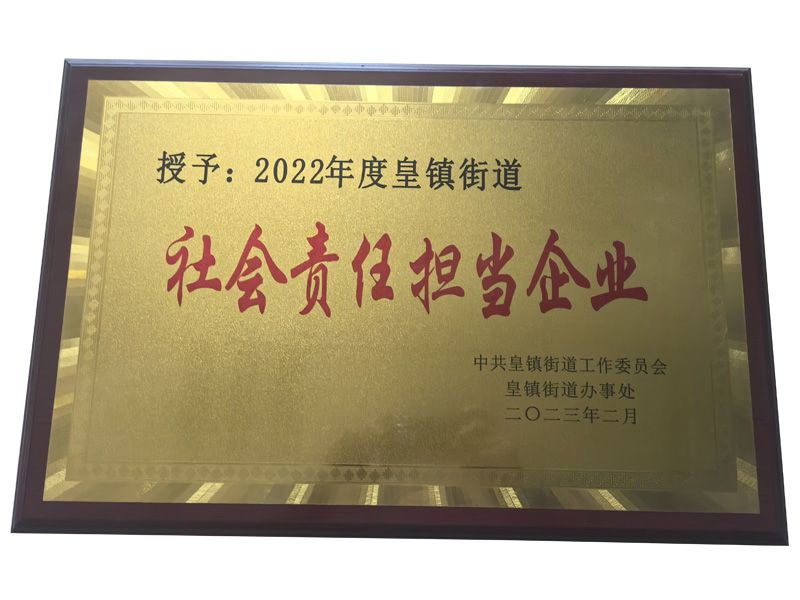 授予：2022年度皇镇街道
社会责任担当企业
中共皇镇街道工作委员会
皇镇街道办事处
二〇二三年二月